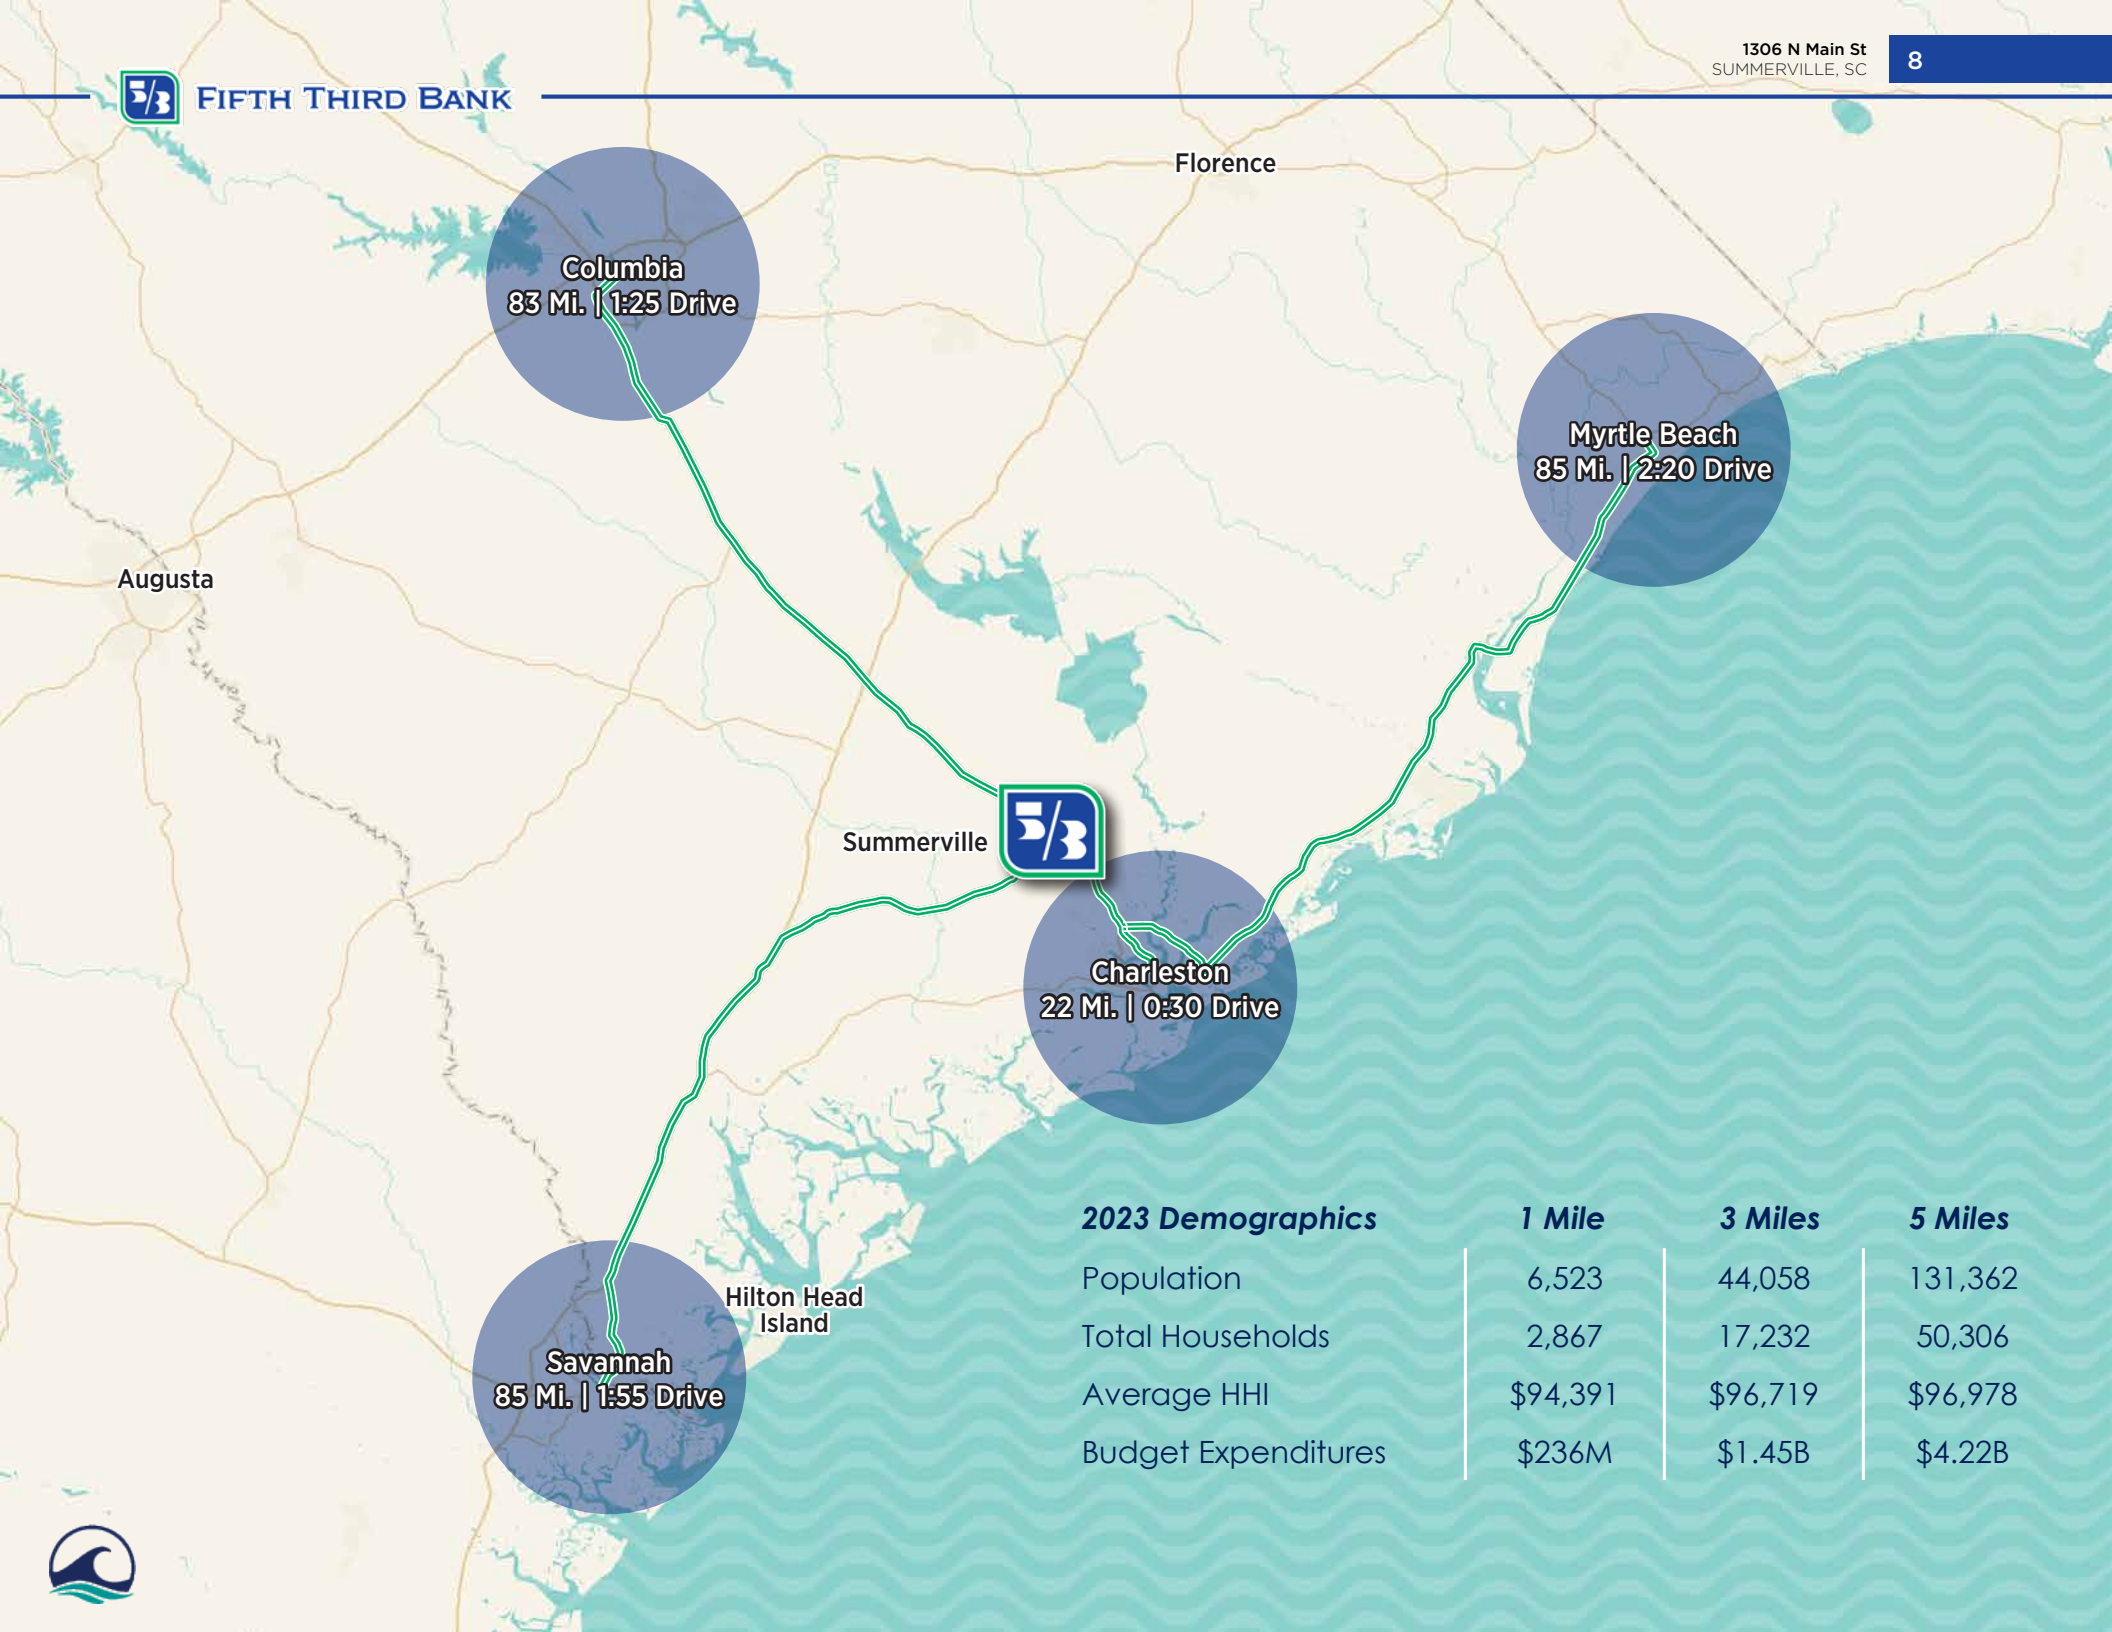 1306 N Main St
SUMMERVILLE, SC
8
5/3 FIFTH THIRD BANK
Florence
Columbia
83 Mi. | 1:25 Drive
Myrtle Beach
85 Mi. | 2:20 Drive
Augusta
Summerville
5/3
Charleston
22 Mi. | 0:30 Drive
Hilton Head
Island
Savannah
85 Mi. | 1:55 Drive
2023 Demographics 1 Mile 3 Miles 5 Miles
Population 6,523 44,058 131,362
Total Households 2,867 17,232 50,306
Average HHI $94,391 $96,719 $96,978
Budget Expenditures $236M $1.45B $4.22B